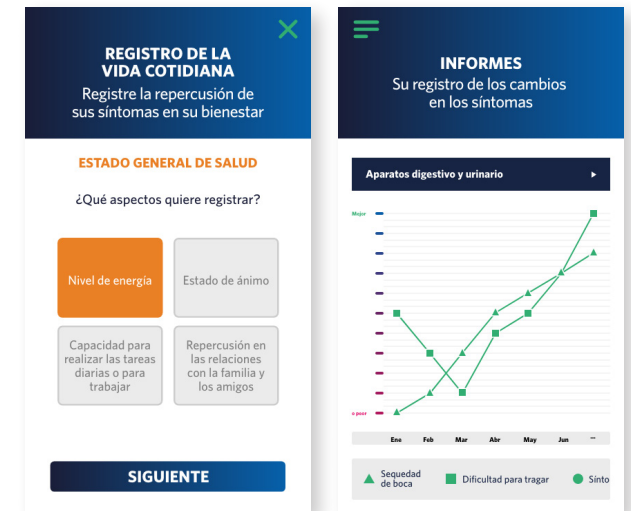 REGISTRO DE LA
VIDA COTIDIANA
Registre la repercusión de
sus síntomas en su bienestar
ESTADO GENERAL DE SALUD
¿Qué aspectos quiere registrar?
Nivel de energía
Estado de ánimo
Capacidad para
realizar las tareas
diarias o para
trabajar
Repercusión en
las relaciones
con la familia y
los amigos
SIGUIENTE
INFORMES
Su registro de los cambios
en los síntomas
Aparatos digestivo y urinario
Mejor
o peor
Ene Feb Mar Abr May Jun ...
Sequedad
de boca
Dificultad para tragar
Sínto